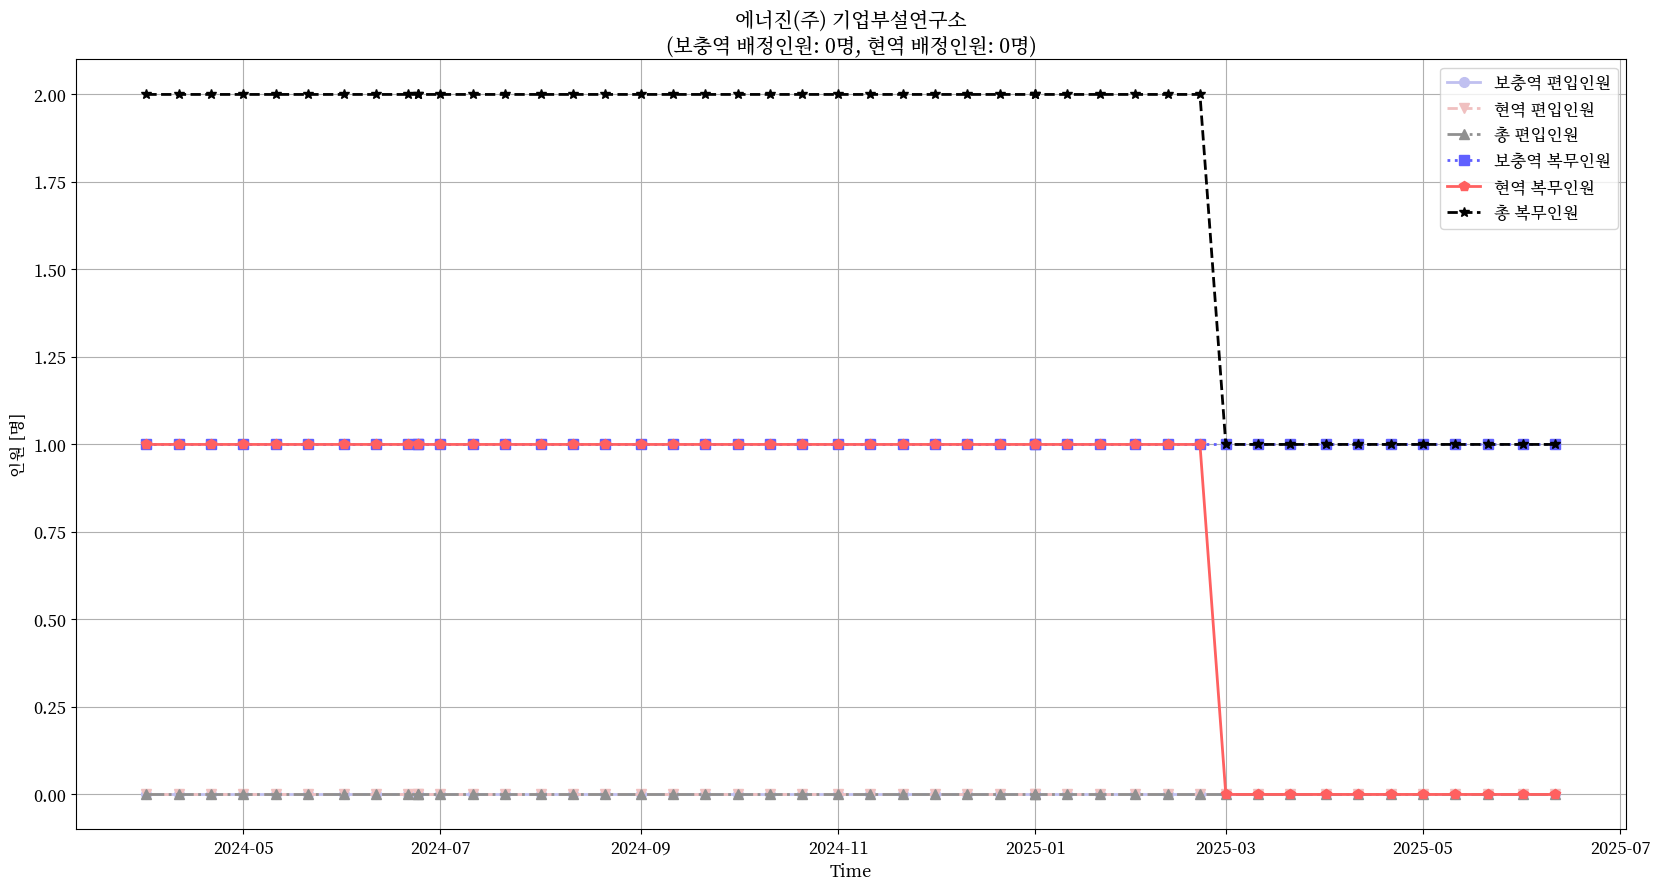 에너진(주) 기업부설연구소
(보충역 배정인원: 0명, 현역 배정인원: 0명)
보충역 편입인원
현역 편입인원
총 편입인원
보충역 복무인원
현역 복무인원
총 복무인원
인원 [명]
2.00
1.75
1.50
1.25
1.00
0.75
0.50
0.25
0.00
2024-05 2024-07 2024-09 2024-11 2025-01 2025-03 2025-05 2025-07
Time